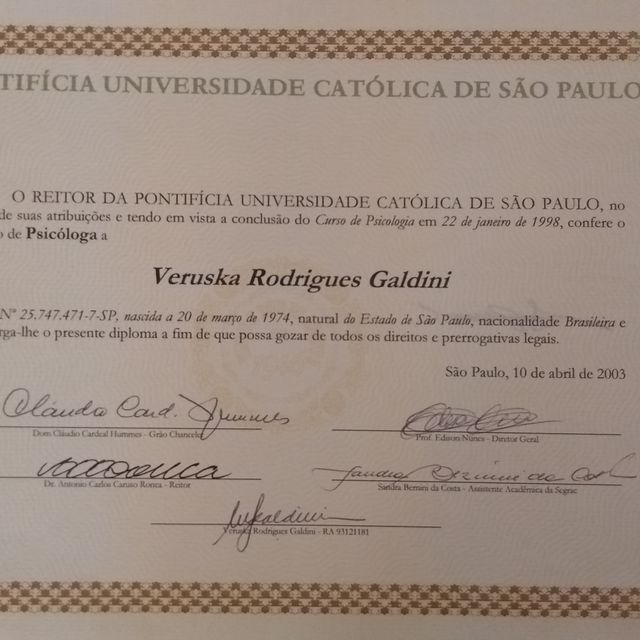 TIFÍCIA UNIVERSIDADE CATÓLICA DE SÃO PAULO
O REITOR DA PONTIFÍCIA UNIVERSIDADE CATÓLICA DE SÃO PAULO, no
de suas atribuições e tendo em vista a conclusão do Curso de Psicologia em 22 de janeiro de 1998, confere o
o de Psicóloga a
Veruska Rodrigues Galdini
Nº 25.747.471-7-SP, nascida a 20 de março de 1974, natural do Estado de São Paulo, nacionalidade Brasileira e
rga-lhe o presente diploma a fim de que possa gozar de todos os direitos e prerrogativas legais.
São Paulo, 10 de abril de 2003
Dom Cláudio Cardeal Hummes - Grão Chanceler
Prof. Edison Nunes - Diretor Geral
Dr. Antonio Carlos Caruso Ronca - Reitor
Sandra Bernini da Costa - Assistente Acadêmica da Segrac
Veruska Rodrigues Galdini - RA 93121181